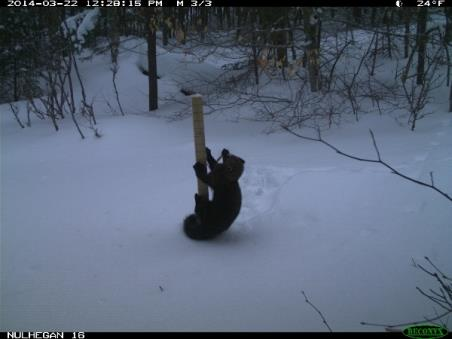 2014-03-22 12:28:15 PM M 3/3 24°F
NULHEGAN 16 RECONYX